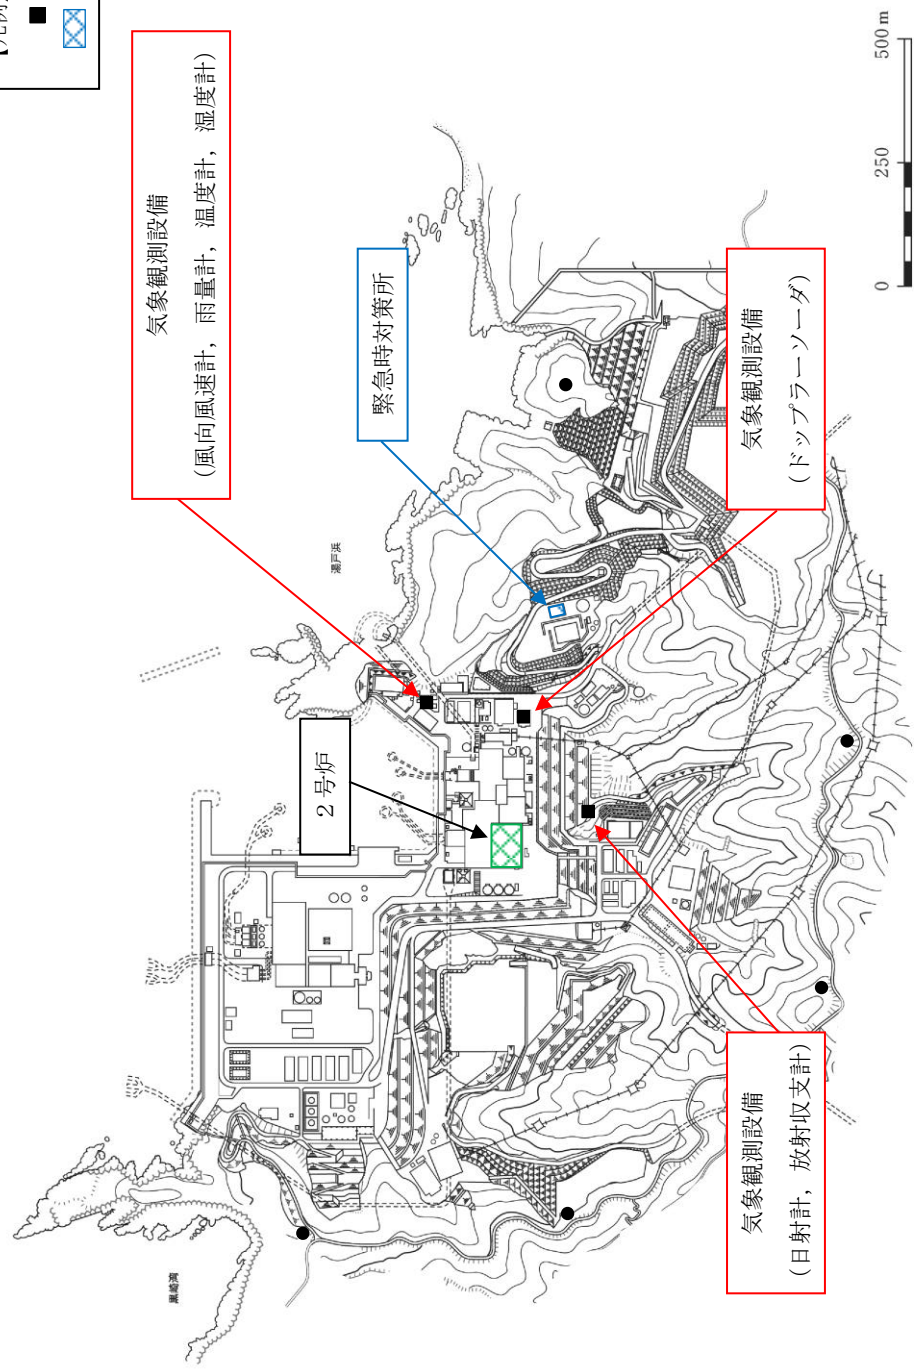 気象観測設備
(風向風速計，雨量計，温度計，湿度計)
２号炉
湯戸浜
緊急時対策所
気象観測設備
(日射計，放射収支計)
気象観測設備
(ドップラーソーダ)
0
250
500 m